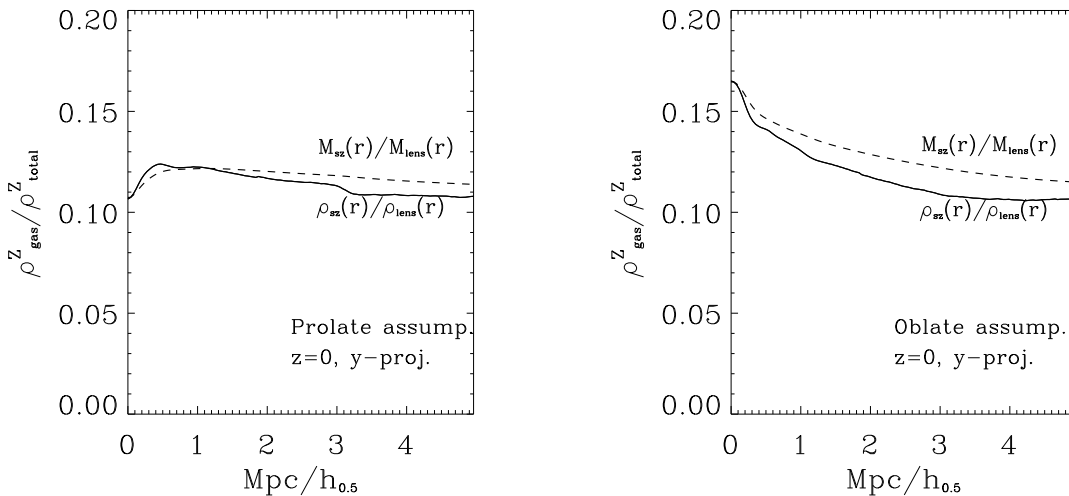 0.20
0.15
0.10
0.05
0.00
ρ^Z_gas/ρ^Z_total
M_sz(r)/M_lens(r)
ρ_sz(r)/ρ_lens(r)
Prolate assump.
z=0, y-proj.
0 1 2 3 4
Mpc/h_0.5
0.20
0.15
0.10
0.05
0.00
ρ^Z_gas/ρ^Z_total
M_sz(r)/M_lens(r)
ρ_sz(r)/ρ_lens(r)
Oblate assump.
z=0, y-proj.
0 1 2 3 4
Mpc/h_0.5